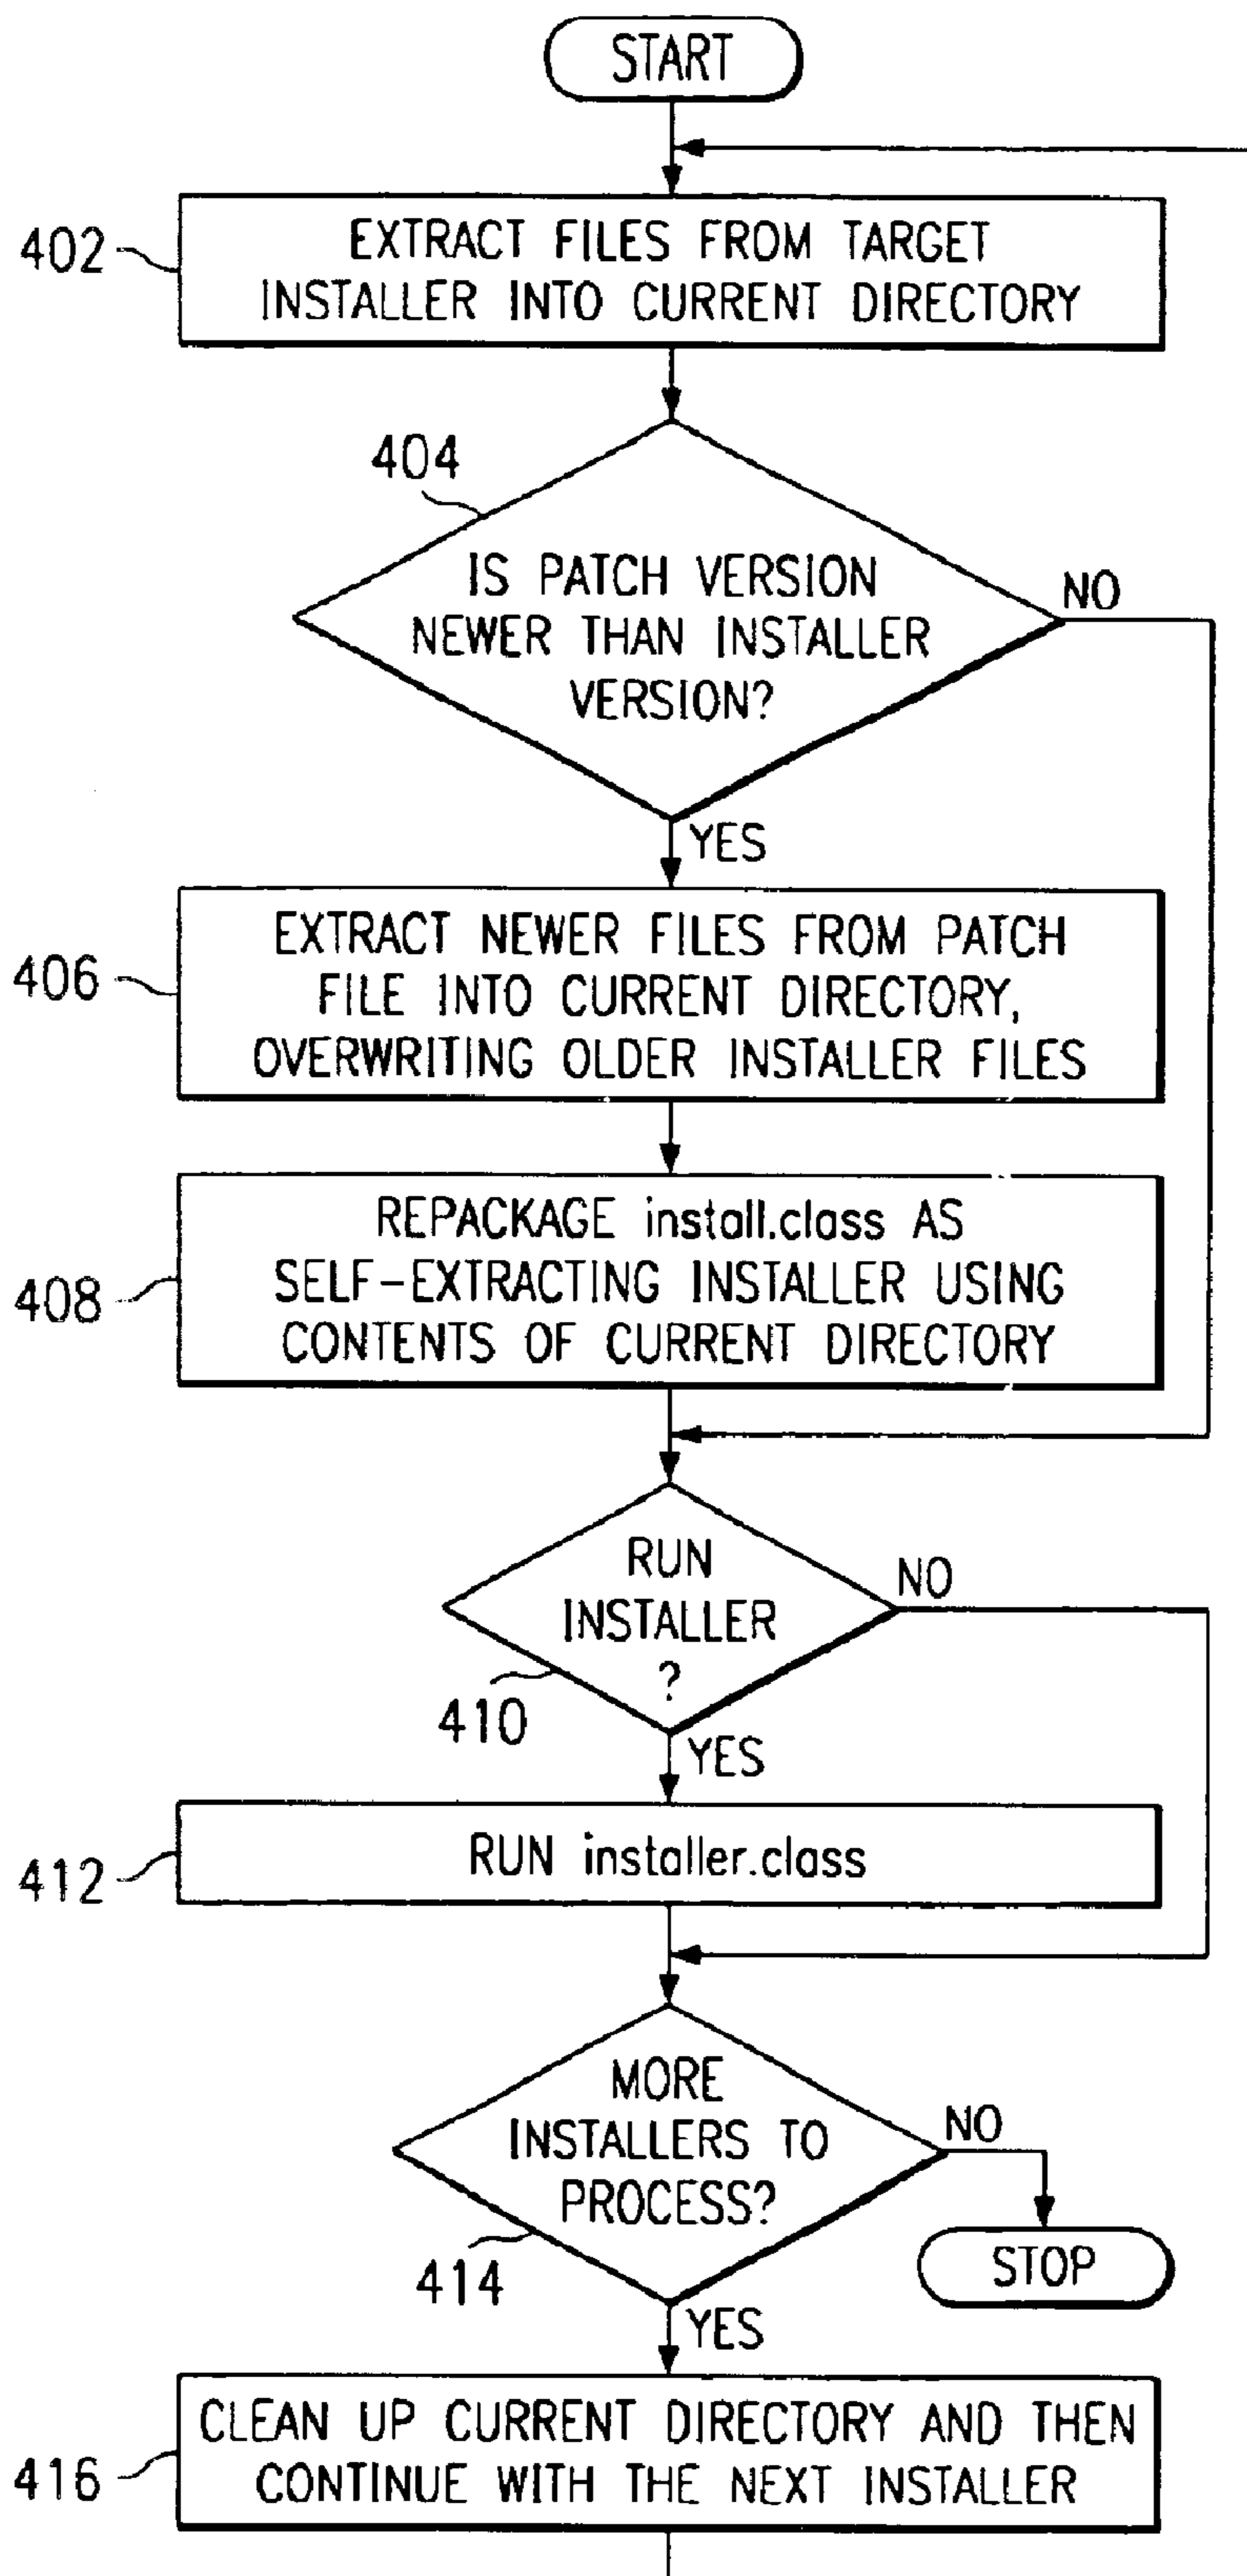 START
402
EXTRACT FILES FROM TARGET
INSTALLER INTO CURRENT DIRECTORY
404
IS PATCH VERSION
NEWER THAN INSTALLER
VERSION?
NO
YES
406
EXTRACT NEWER FILES FROM PATCH
FILE INTO CURRENT DIRECTORY,
OVERWRITING OLDER INSTALLER FILES
408
REPACKAGE install.class AS
SELF-EXTRACTING INSTALLER USING
CONTENTS OF CURRENT DIRECTORY
RUN
INSTALLER
?
NO
410
YES
412
RUN installer.class
MORE
INSTALLERS TO
PROCESS?
NO
414
STOP
YES
416
CLEAN UP CURRENT DIRECTORY AND THEN
CONTINUE WITH THE NEXT INSTALLER